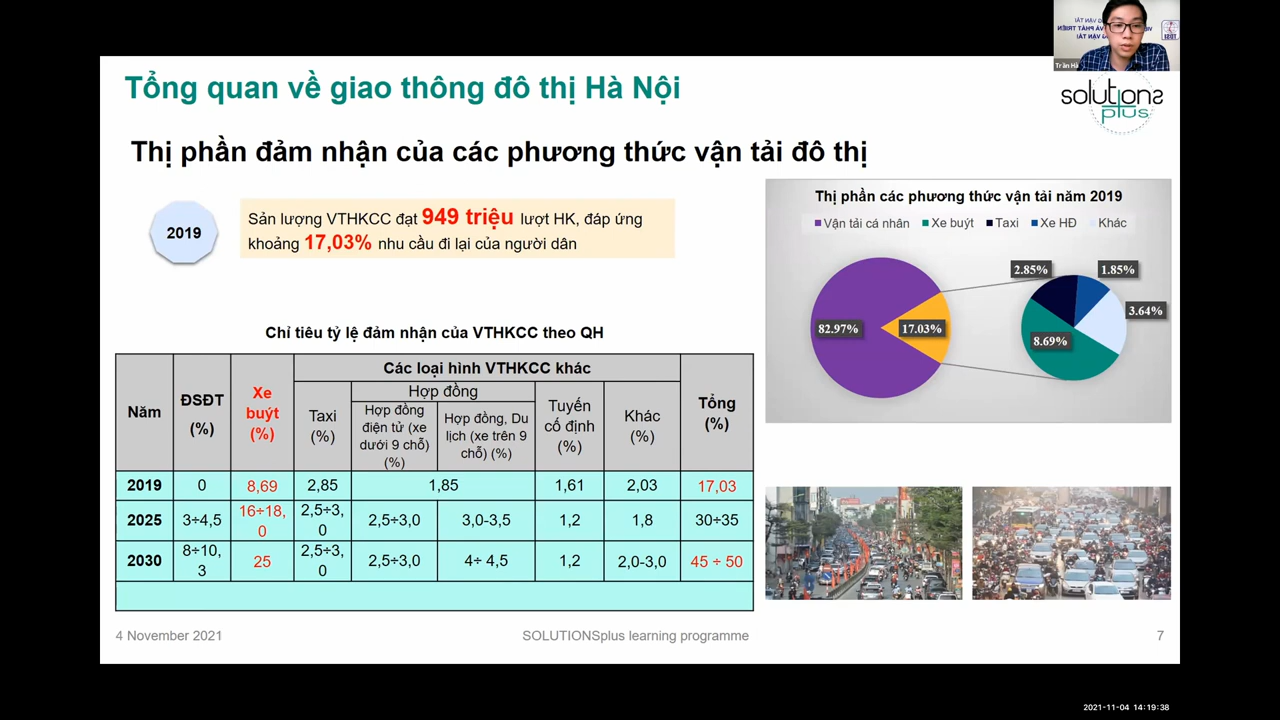 Tổng quan về giao thông đô thị Hà Nội
solutions
plus
Thị phần đảm nhận của các phương thức vận tải đô thị
2019
Sản lượng VTHKCC đạt 949 triệu lượt HK, đáp ứng
khoảng 17,03% nhu cầu đi lại của người dân
Thị phần các phương thức vận tải năm 2019
Vận tải cá nhân Xe buýt Taxi Xe HĐ Khác
2.85% 1.85%
3.64%
82.97% 17.03%
8.69%
Chỉ tiêu tỷ lệ đảm nhận của VTHKCC theo QH
Năm
ĐSĐT
(%)
Xe
buýt
(%)
Các loại hình VTHKCC khác
Taxi
(%)
Hợp đồng
Hợp đồng
điện tử (xe
dưới 9 chỗ)
(%)
Hợp đồng, Du
lịch (xe trên 9
chỗ) (%)
Tuyến
cố định
(%)
Khác
(%)
Tổng
(%)
2019 0 8,69 2,85 1,85 1,61 2,03 17,03
2025 3÷4,5 16÷18, 2,5÷3, 2,5÷3,0 3,0-3,5 1,2 1,8 30÷35
0 0
2030 8÷10, 25 2,5÷3, 2,5÷3,0 4÷ 4,5 1,2 2,0-3,0 45 ÷ 50
3 0
4 November 2021 SOLUTIONSplus learning programme 7
2021-11-04 14:19:38